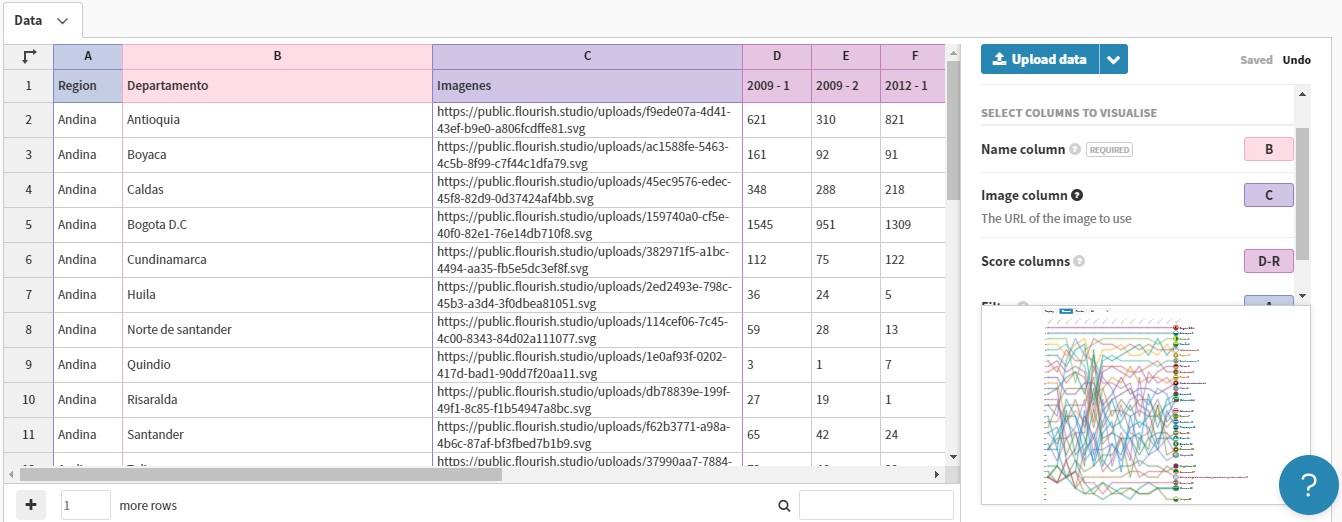 Data
A B C D E F
1 Region Departamento Imagenes 2009 - 1 2009 - 2 2012 - 1
2 Andina Antioquia https://public.flourish.studio/uploads/f9ede07a-4d41- 621 310 821
43ef-b9e0-a806fcdffe81.svg
3 Andina Boyaca https://public.flourish.studio/uploads/ac1588fe-5463- 161 92 91
4c5b-8f99-c7f44c1dfa79.svg
4 Andina Caldas https://public.flourish.studio/uploads/45ec9576-edec- 348 288 218
45f8-82d9-0d37424af4bb.svg
5 Andina Bogota D.C https://public.flourish.studio/uploads/159740a0-cf5e- 1545 951 1309
40f0-82e1-76e14db710f8.svg
6 Andina Cundinamarca https://public.flourish.studio/uploads/382971f5-a1bc- 112 75 122
4494-aa35-fb5e5dc3ef8f.svg
7 Andina Huila https://public.flourish.studio/uploads/2ed2493e-798c- 36 24 5
45b3-a3d4-3f0dbea81051.svg
8 Andina Norte de santander https://public.flourish.studio/uploads/114cef06-7c45- 59 28 13
4c00-8343-84d02a111077.svg
9 Andina Quindio https://public.flourish.studio/uploads/1e0af93f-0202- 3 1 7
417d-bad1-90dd7f20aa11.svg
10 Andina Risaralda https://public.flourish.studio/uploads/db78839e-199f- 27 19 1
49f1-8c85-f1b54947a8bc.svg
11 Andina Santander https://public.flourish.studio/uploads/f62b3771-a98a- 65 42 24
4b6c-87af-bf3fbed7b1b9.svg
https://public.flourish.studio/uploads/37990aa7-7884-
+ 1 more rows
Upload data Saved Undo
SELECT COLUMNS TO VISUALISE
Name column ? REQUIRED B
Image column ? C
The URL of the image to use
Score columns ? D-R
?